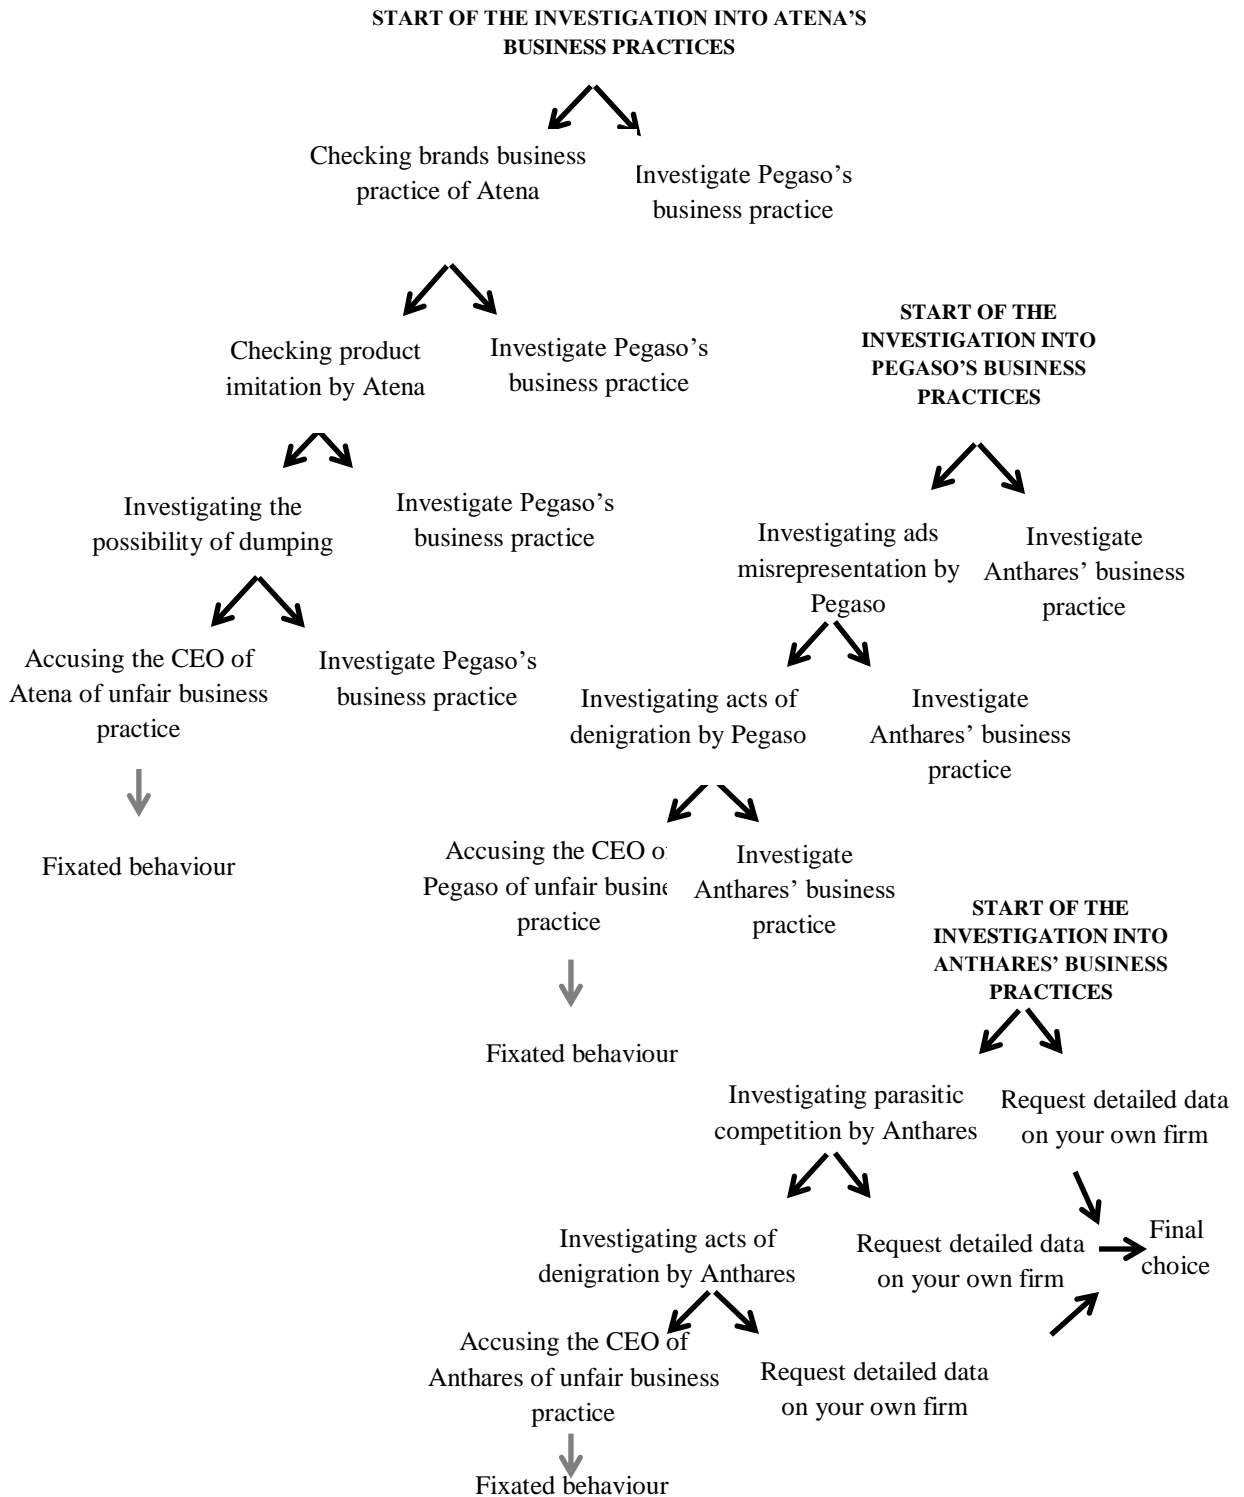 START OF THE INVESTIGATION INTO ATENA’S
BUSINESS PRACTICES
Checking brands business
practice of Atena
Investigate Pegaso’s
business practice
Checking product
imitation by Atena
Investigate Pegaso’s
business practice
START OF THE
INVESTIGATION INTO
PEGASO’S BUSINESS
PRACTICES
Investigating the
possibility of dumping
Investigate Pegaso’s
business practice
Investigating ads
misrepresentation by
Pegaso
Investigate
Anthares’ business
practice
Accusing the CEO of
Atena of unfair business
practice
Investigate Pegaso’s
business practice
Investigating acts of
denigration by Pegaso
Investigate
Anthares’ business
practice
Fixated behaviour
Accusing the CEO of
Pegaso of unfair busine
practice
Investigate
Anthares’ business
practice
START OF THE
INVESTIGATION INTO
ANTHARES’ BUSINESS
PRACTICES
Fixated behaviour
Investigating parasitic
competition by Anthares
Request detailed data
on your own firm
Investigating acts of
denigration by Anthares
Request detailed data
on your own firm
Final
choice
Accusing the CEO of
Anthares of unfair business
practice
Request detailed data
on your own firm
Fixated behaviour